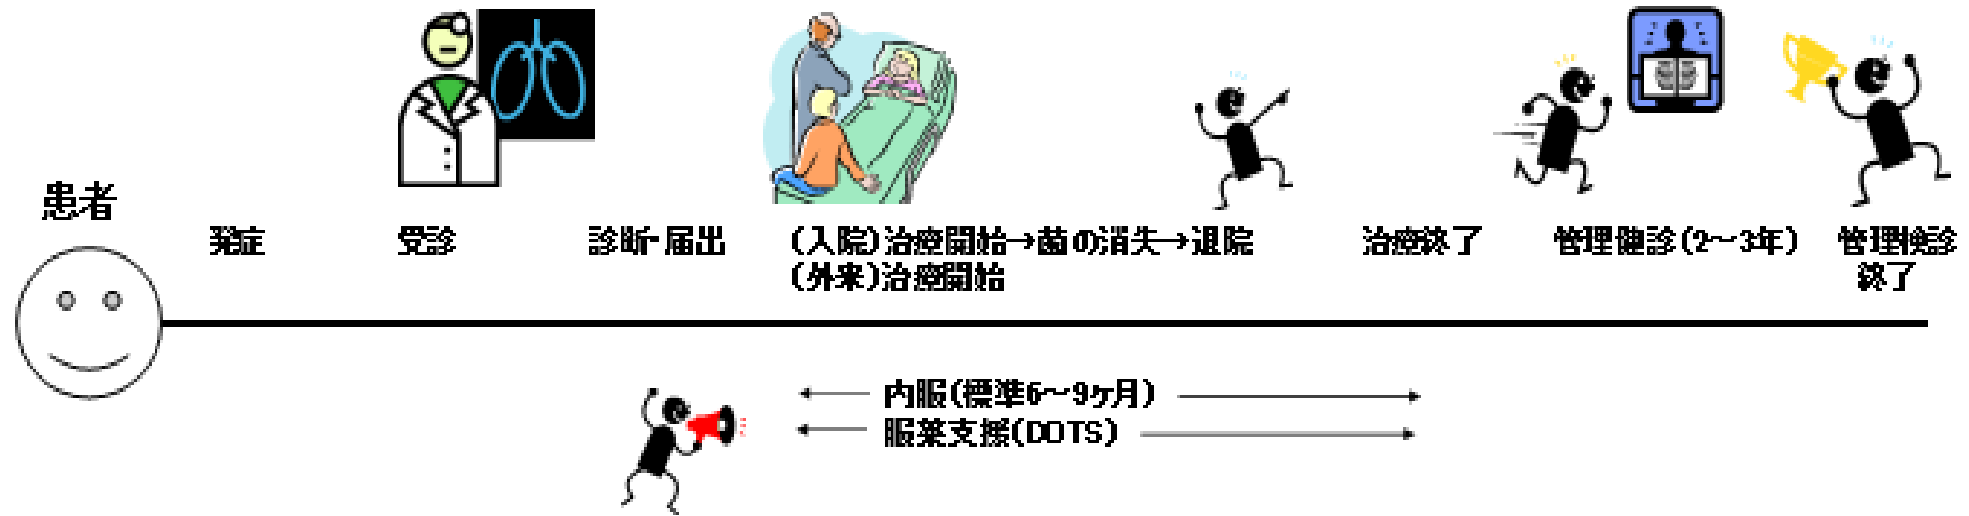 患者
発症
受診
診断・届出
(入院)治療開始→菌の消失→退院
(外来)治療開始
治療終了
管理健診(2～3年)
管理検診
終了
内服(標準6～9ヶ月)
服薬支援(DOTS)